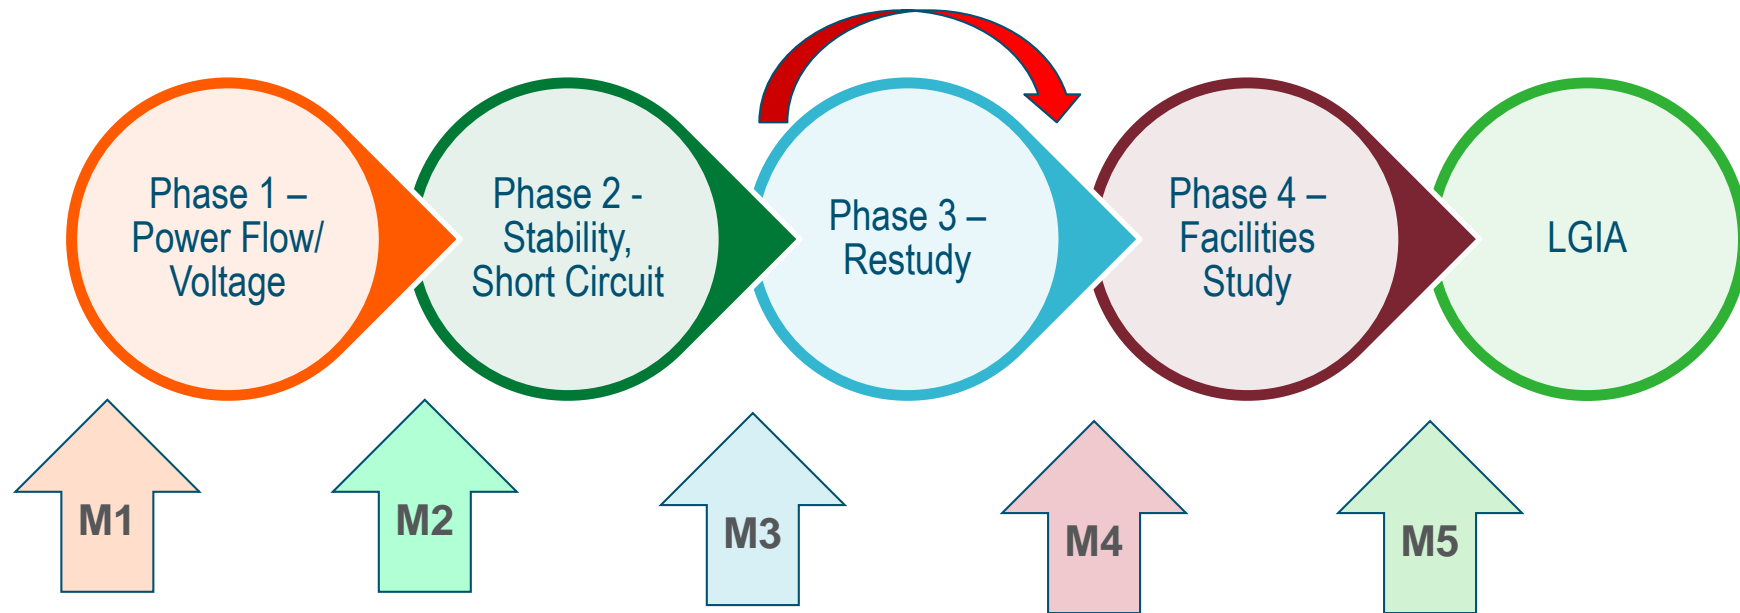 Phase 1 –
Power Flow/
Voltage
Phase 2 -
Stability,
Short Circuit
Phase 3 –
Restudy
Phase 4 –
Facilities
Study
LGIA
M1
M2
M3
M4
M5